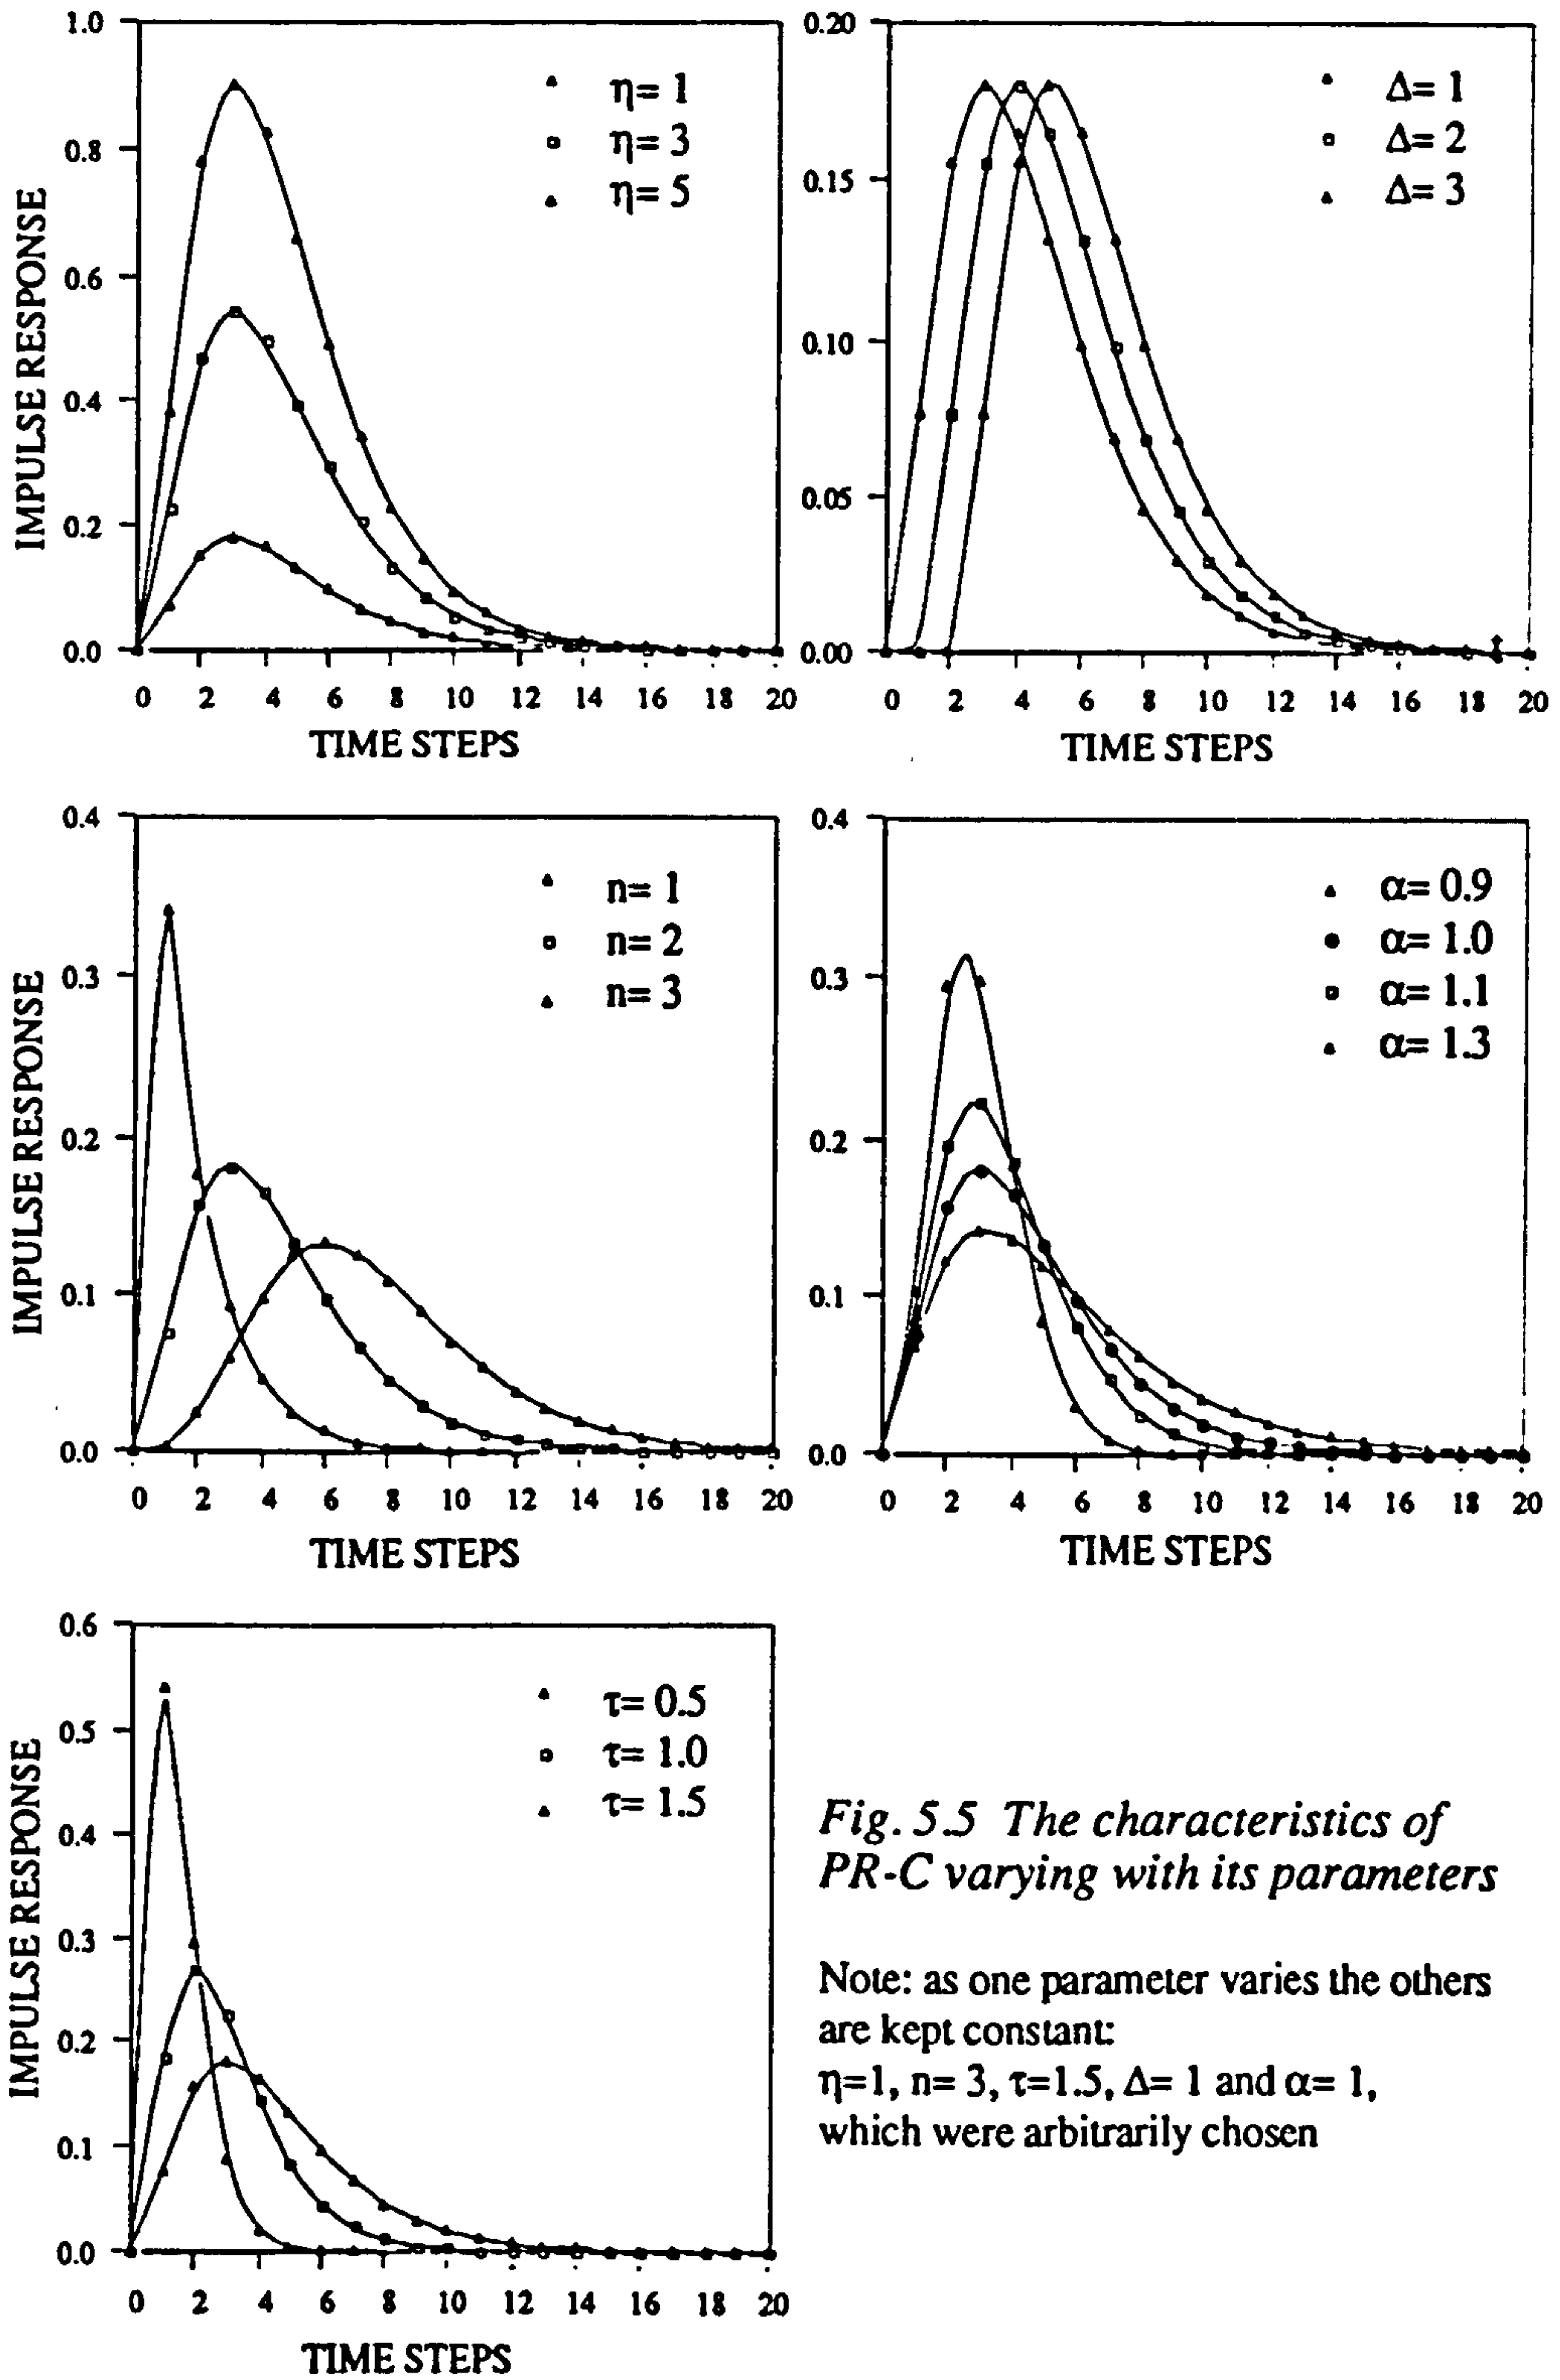 IMPULSE RESPONSE
1.0
0.8
0.6
0.4
0.2
0.0
η= 1
η= 3
η= 5
0 2 4 6 8 10 12 14 16 18 20
TIME STEPS
0.20
0.15
0.10
0.05
0.00
Δ= 1
Δ= 2
Δ= 3
0 2 4 6 8 10 12 14 16 18 20
TIME STEPS
IMPULSE RESPONSE
0.4
0.3
0.2
0.1
0.0
n= 1
n= 2
n= 3
0 2 4 6 8 10 12 14 16 18 20
TIME STEPS
0.4
0.3
0.2
0.1
0.0
α= 0.9
α= 1.0
α= 1.1
α= 1.3
0 2 4 6 8 10 12 14 16 18 20
TIME STEPS
IMPULSE RESPONSE
0.6
0.5
0.4
0.3
0.2
0.1
0.0
τ= 0.5
τ= 1.0
τ= 1.5
0 2 4 6 8 10 12 14 16 18 20
TIME STEPS
Fig. 5.5 The characteristics of
PR-C varying with its parameters
Note: as one parameter varies the others
are kept constant:
η=1, n= 3, τ=1.5, Δ= 1 and α= 1,
which were arbitrarily chosen